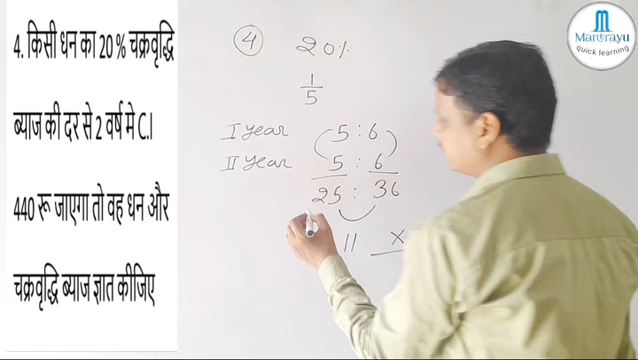 4. किसी धन का 20 % चक्रवृद्धि
ब्याज की दर से 2 वर्ष मे C.I
440 रू जाएगा तो वह धन और
चक्रवृद्धि ब्याज ज्ञात कीजिए
4 20%
1/5
I year 5 : 6
II year 5 : 6
25 : 36
11 x
Marurayu
quick learning